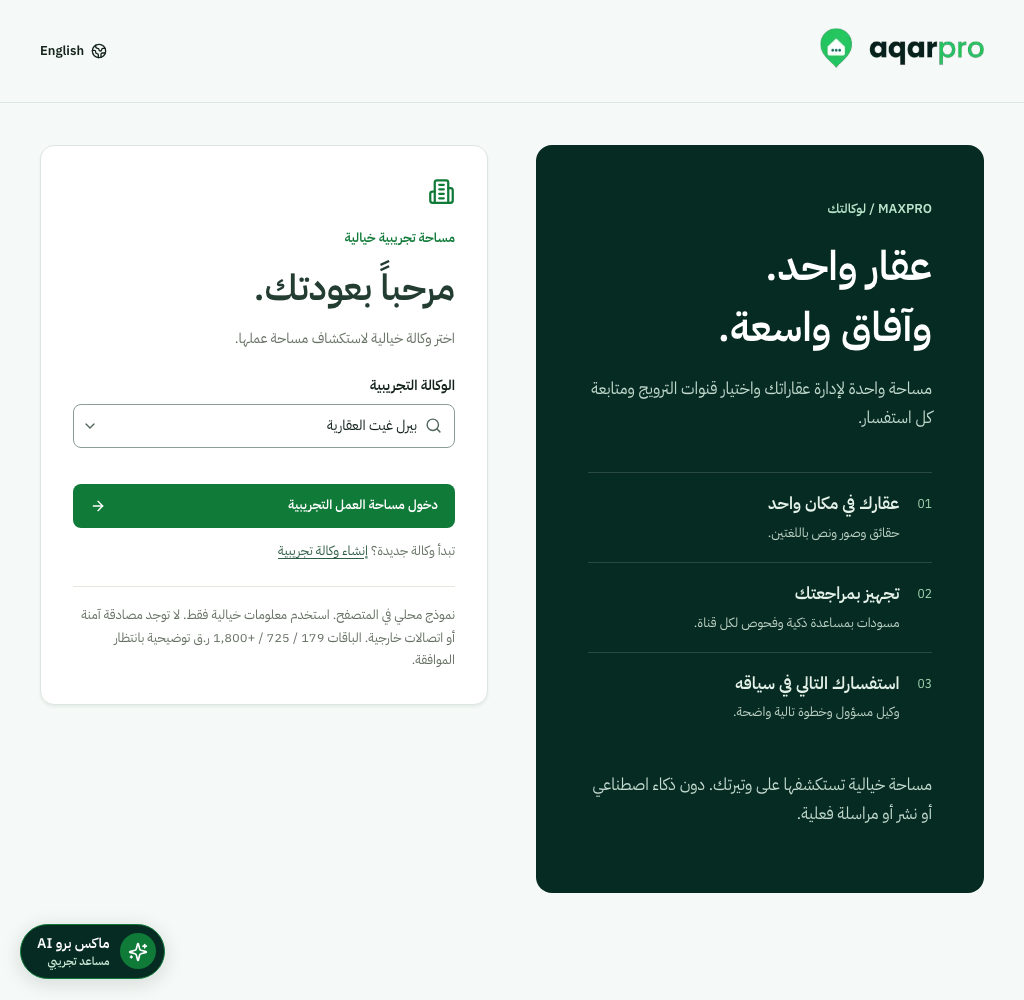 aqarpro
English
MAXPRO / لوكالتك
عقار واحد.
وآفاق واسعة.
مساحة واحدة لإدارة عقاراتك واختيار قنوات الترويج ومتابعة
كل استفسار.
01
عقارك في مكان واحد
حقائق وصور ونص باللغتين.
02
تجهيز بمراجعتك
مسودات بمساعدة ذكية وفحوص لكل قناة.
03
استفسارك التالي في سياقه
وكيل مسؤول وخطوة تالية واضحة.
مساحة خيالية تستكشفها على وتيرتك. دون ذكاء اصطناعي
أو نشر أو مراسلة فعلية.
مساحة تجريبية خيالية
مرحباً بعودتك.
اختر وكالة خيالية لاستكشاف مساحة عملها.
الوكالة التجريبية
بيرل غيت العقارية
دخول مساحة العمل التجريبية
تبدأ وكالة جديدة؟ إنشاء وكالة تجريبية
نموذج محلي في المتصفح. استخدم معلومات خيالية فقط. لا توجد مصادقة آمنة
أو اتصالات خارجية. الباقات 179 / 725 / +1,800 ر.ق توضيحية بانتظار
الموافقة.
ماكس برو AI
مساعد تجريبي